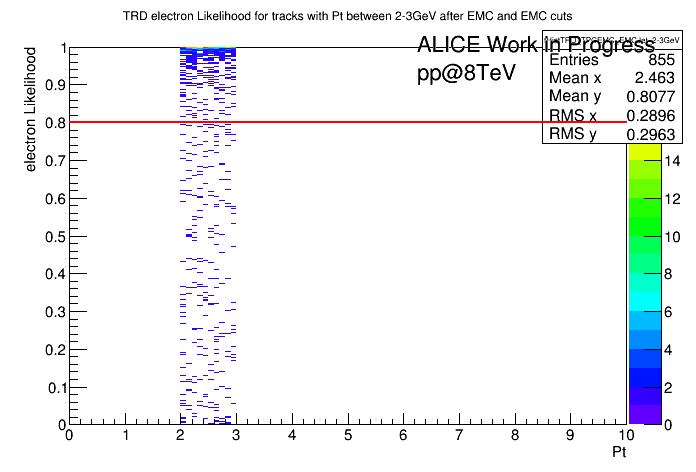 TRD electron Likelihood for tracks with Pt between 2-3GeV after EMC and EMC cuts
ALICE Work in Progress
pp@8TeV
Entries 855
Mean x 2.463
Mean y 0.8077
RMS x 0.2896
RMS y 0.2963
electron Likelihood
1
0.9
0.8
0.7
0.6
0.5
0.4
0.3
0.2
0.1
0
0 1 2 3 4 5 6 7 8 9 10
Pt
14
12
10
8
6
4
2
0